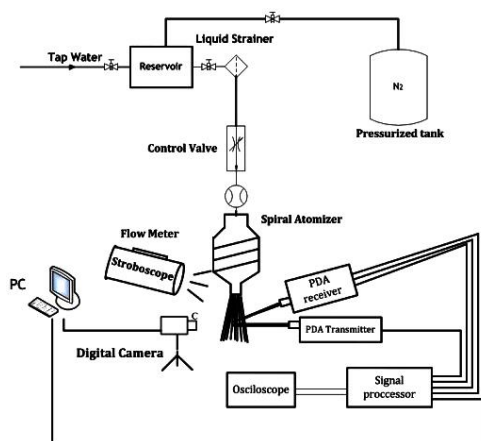 Liquid Strainer
Tap Water
Reservoir
N2
Pressurized tank
Control Valve
Spiral Atomizer
Flow Meter
Stroboscope
PDA
receiver
PC
C
PDA Transmitter
Digital Camera
Osciloscope
Signal
proccessor